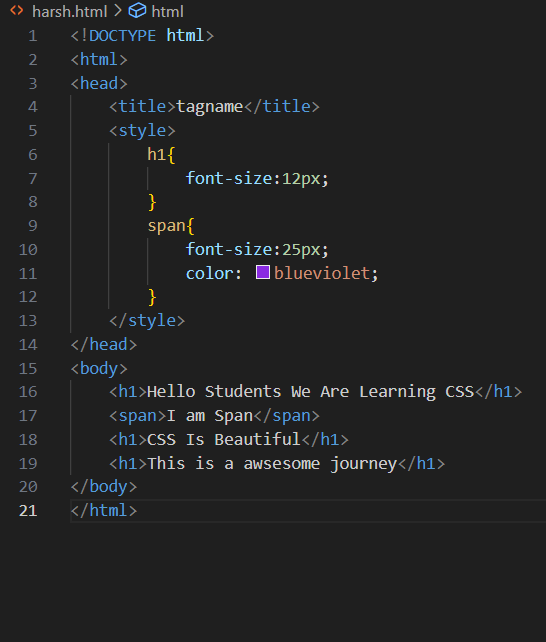 harsh.html > html
1 <!DOCTYPE html>
2 <html>
3 <head>
4     <title>tagname</title>
5     <style>
6         h1{
7             font-size:12px;
8         }
9         span{
10             font-size:25px;
11             color: blueviolet;
12         }
13     </style>
14 </head>
15 <body>
16     <h1>Hello Students We Are Learning CSS</h1>
17     <span>I am Span</span>
18     <h1>CSS Is Beautiful</h1>
19     <h1>This is a awsesome journey</h1>
20 </body>
21 </html>